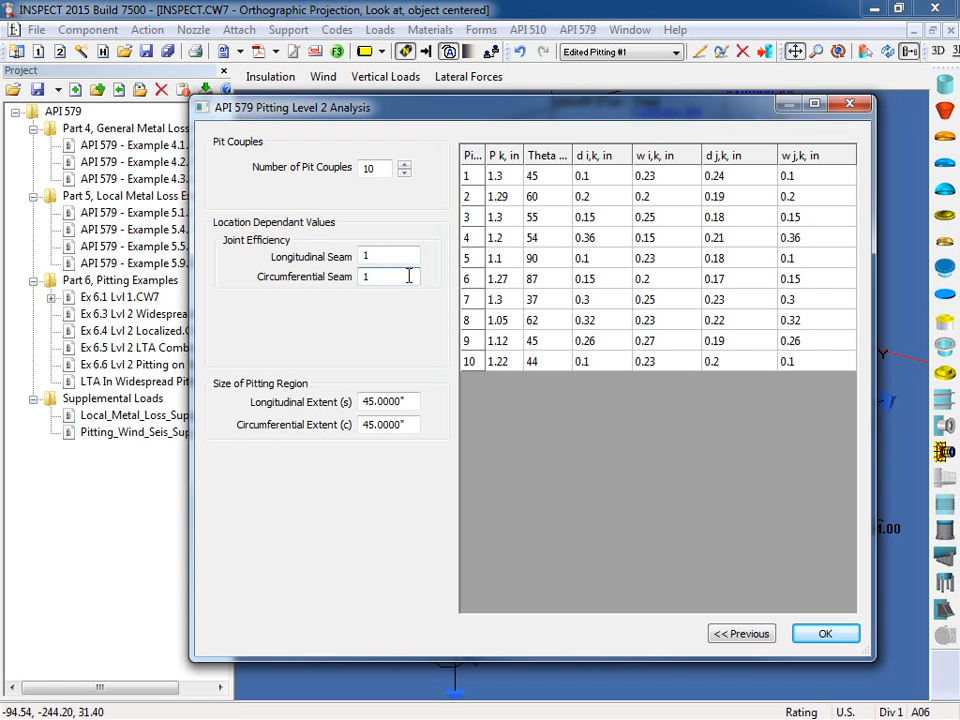 INSPECT 2015 Build 7500 - [INSPECT.CW7 - Orthographic Projection, Look at, object centered]
File Component Action Nozzle Attach Support Codes Loads Materials Forms API 510 API 579 Window Help
Edited Pitting #1
3D
Project
Insulation Wind Vertical Loads Lateral Forces
API 579
Part 4, General Metal Loss
API 579 - Example 4.1.
API 579 - Example 4.2.
API 579 - Example 4.3.
Part 5, Local Metal Loss Ex
API 579 - Example 5.1.
API 579 - Example 5.5.
API 579 - Example 5.6.
API 579 - Example 5.9.
Part 6, Pitting Examples
Ex 6.1 Lvl 1.CW7
Ex 6.3 Lvl 2 Widespread
Ex 6.4 Lvl 2 Localized.C
Ex 6.5 Lvl 2 LTA Comb
Ex 6.6 Lvl 2 Pitting on
LTA In Widespread Pit
Supplemental Loads
Local_Metal_Loss_Sup
Pitting_Wind_Seis_Sup
API 579 Pitting Level 2 Analysis
Pit Couples
Number of Pit Couples 10
Location Dependant Values
Joint Efficiency
Longitudinal Seam 1
Circumferential Seam 1
Size of Pitting Region
Longitudinal Extent (s) 45.0000"
Circumferential Extent (c) 45.0000"
Pi... P k, in Theta ... d i,k, in w i,k, in d j,k, in w j,k, in
1 1.3 45 0.1 0.23 0.24 0.1
2 1.29 60 0.2 0.2 0.19 0.2
3 1.3 55 0.15 0.25 0.18 0.15
4 1.2 54 0.36 0.15 0.21 0.36
5 1.1 90 0.1 0.23 0.18 0.1
6 1.27 87 0.15 0.2 0.17 0.15
7 1.3 37 0.3 0.25 0.23 0.3
8 1.05 62 0.32 0.23 0.22 0.32
9 1.12 45 0.26 0.27 0.19 0.26
10 1.22 44 0.1 0.23 0.2 0.1
<< Previous OK
Y
1.00
-94.54, -244.20, 31.40
Rating U.S. Div 1 A06